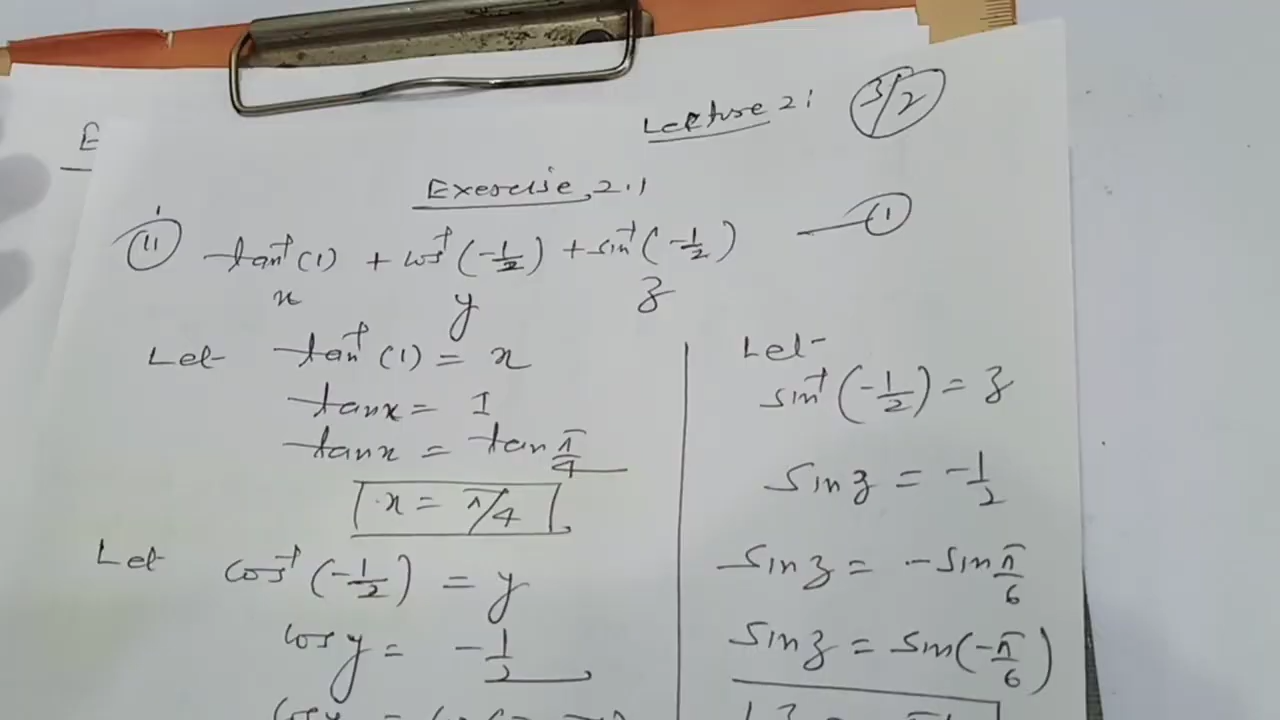 E
Lecture 2:
3/2
Exercise 2.1
(11) tan⁻¹(1) + cos⁻¹(-1/2) + sin⁻¹(-1/2) — (1)
x y z
Let tan⁻¹(1) = x
tanx = 1
tanx = tan π/4
x = π/4
Let cos⁻¹(-1/2) = y
cos y = -1/2
Let
sin⁻¹(-1/2) = z
sin z = -1/2
sin z = -sin π/6
sin z = sin(-π/6)